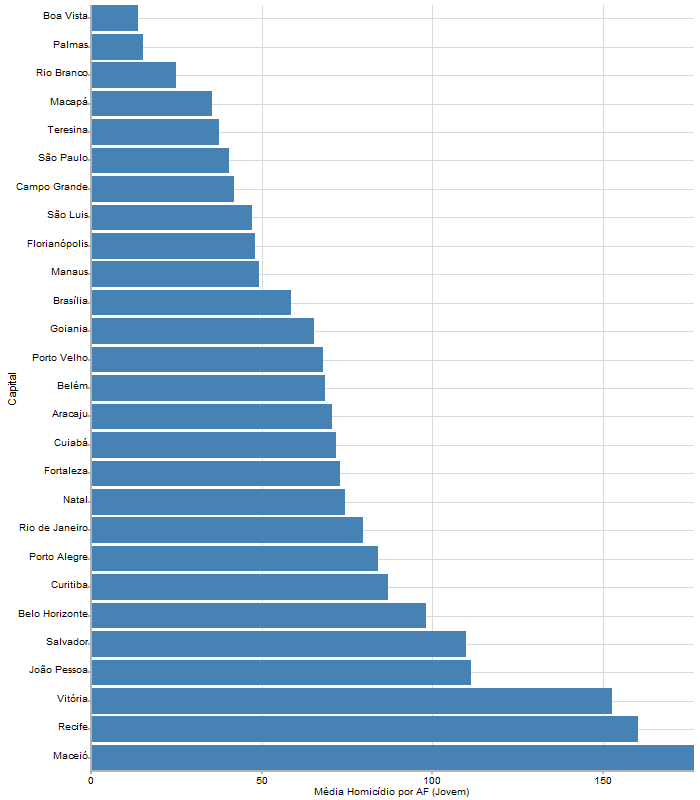 Boa Vista
Palmas
Rio Branco
Macapá
Teresina
São Paulo
Campo Grande
São Luis
Florianópolis
Manaus
Brasília
Goiania
Porto Velho
Capital
Belém
Aracaju
Cuiabá
Fortaleza
Natal
Rio de Janeiro
Porto Alegre
Curitiba
Belo Horizonte
Salvador
João Pessoa
Vitória
Recife
Maceió
0 50 100 150
Média Homicídio por AF (Jovem)